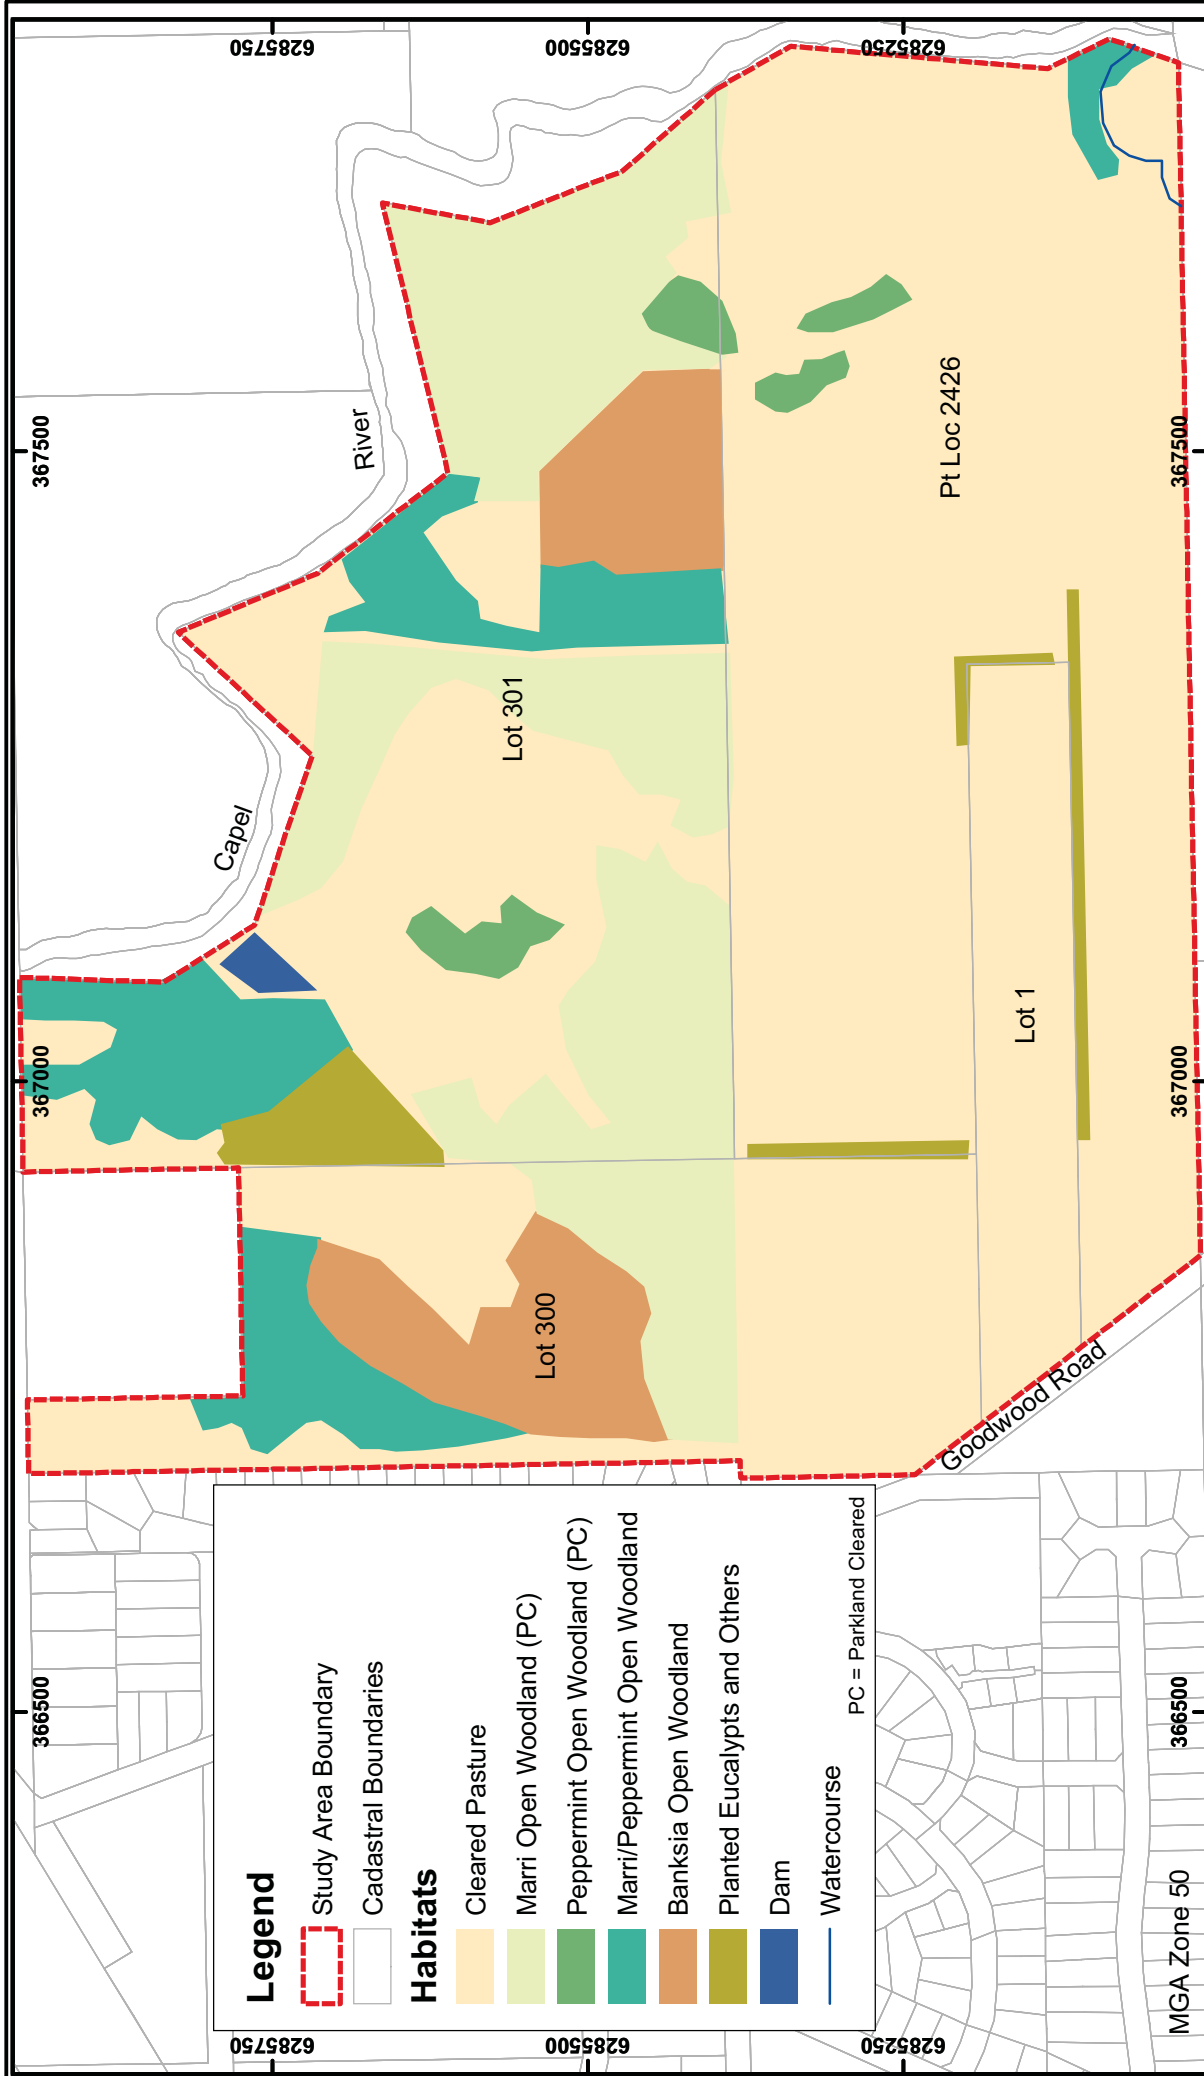 Legend
Study Area Boundary
Cadastral Boundaries
Habitats
Cleared Pasture
Marri Open Woodland (PC)
Peppermint Open Woodland (PC)
Marri/Peppermint Open Woodland
Banksia Open Woodland
Planted Eucalypts and Others
Dam
Watercourse
PC = Parkland Cleared
366500
367000
367500
6285750
6285750
Capel
River
Lot 301
Lot 300
6285500
6285500
Pt Loc 2426
Lot 1
Goodwood Road
6285250
6285250
MGA Zone 50
366500
367000
367500